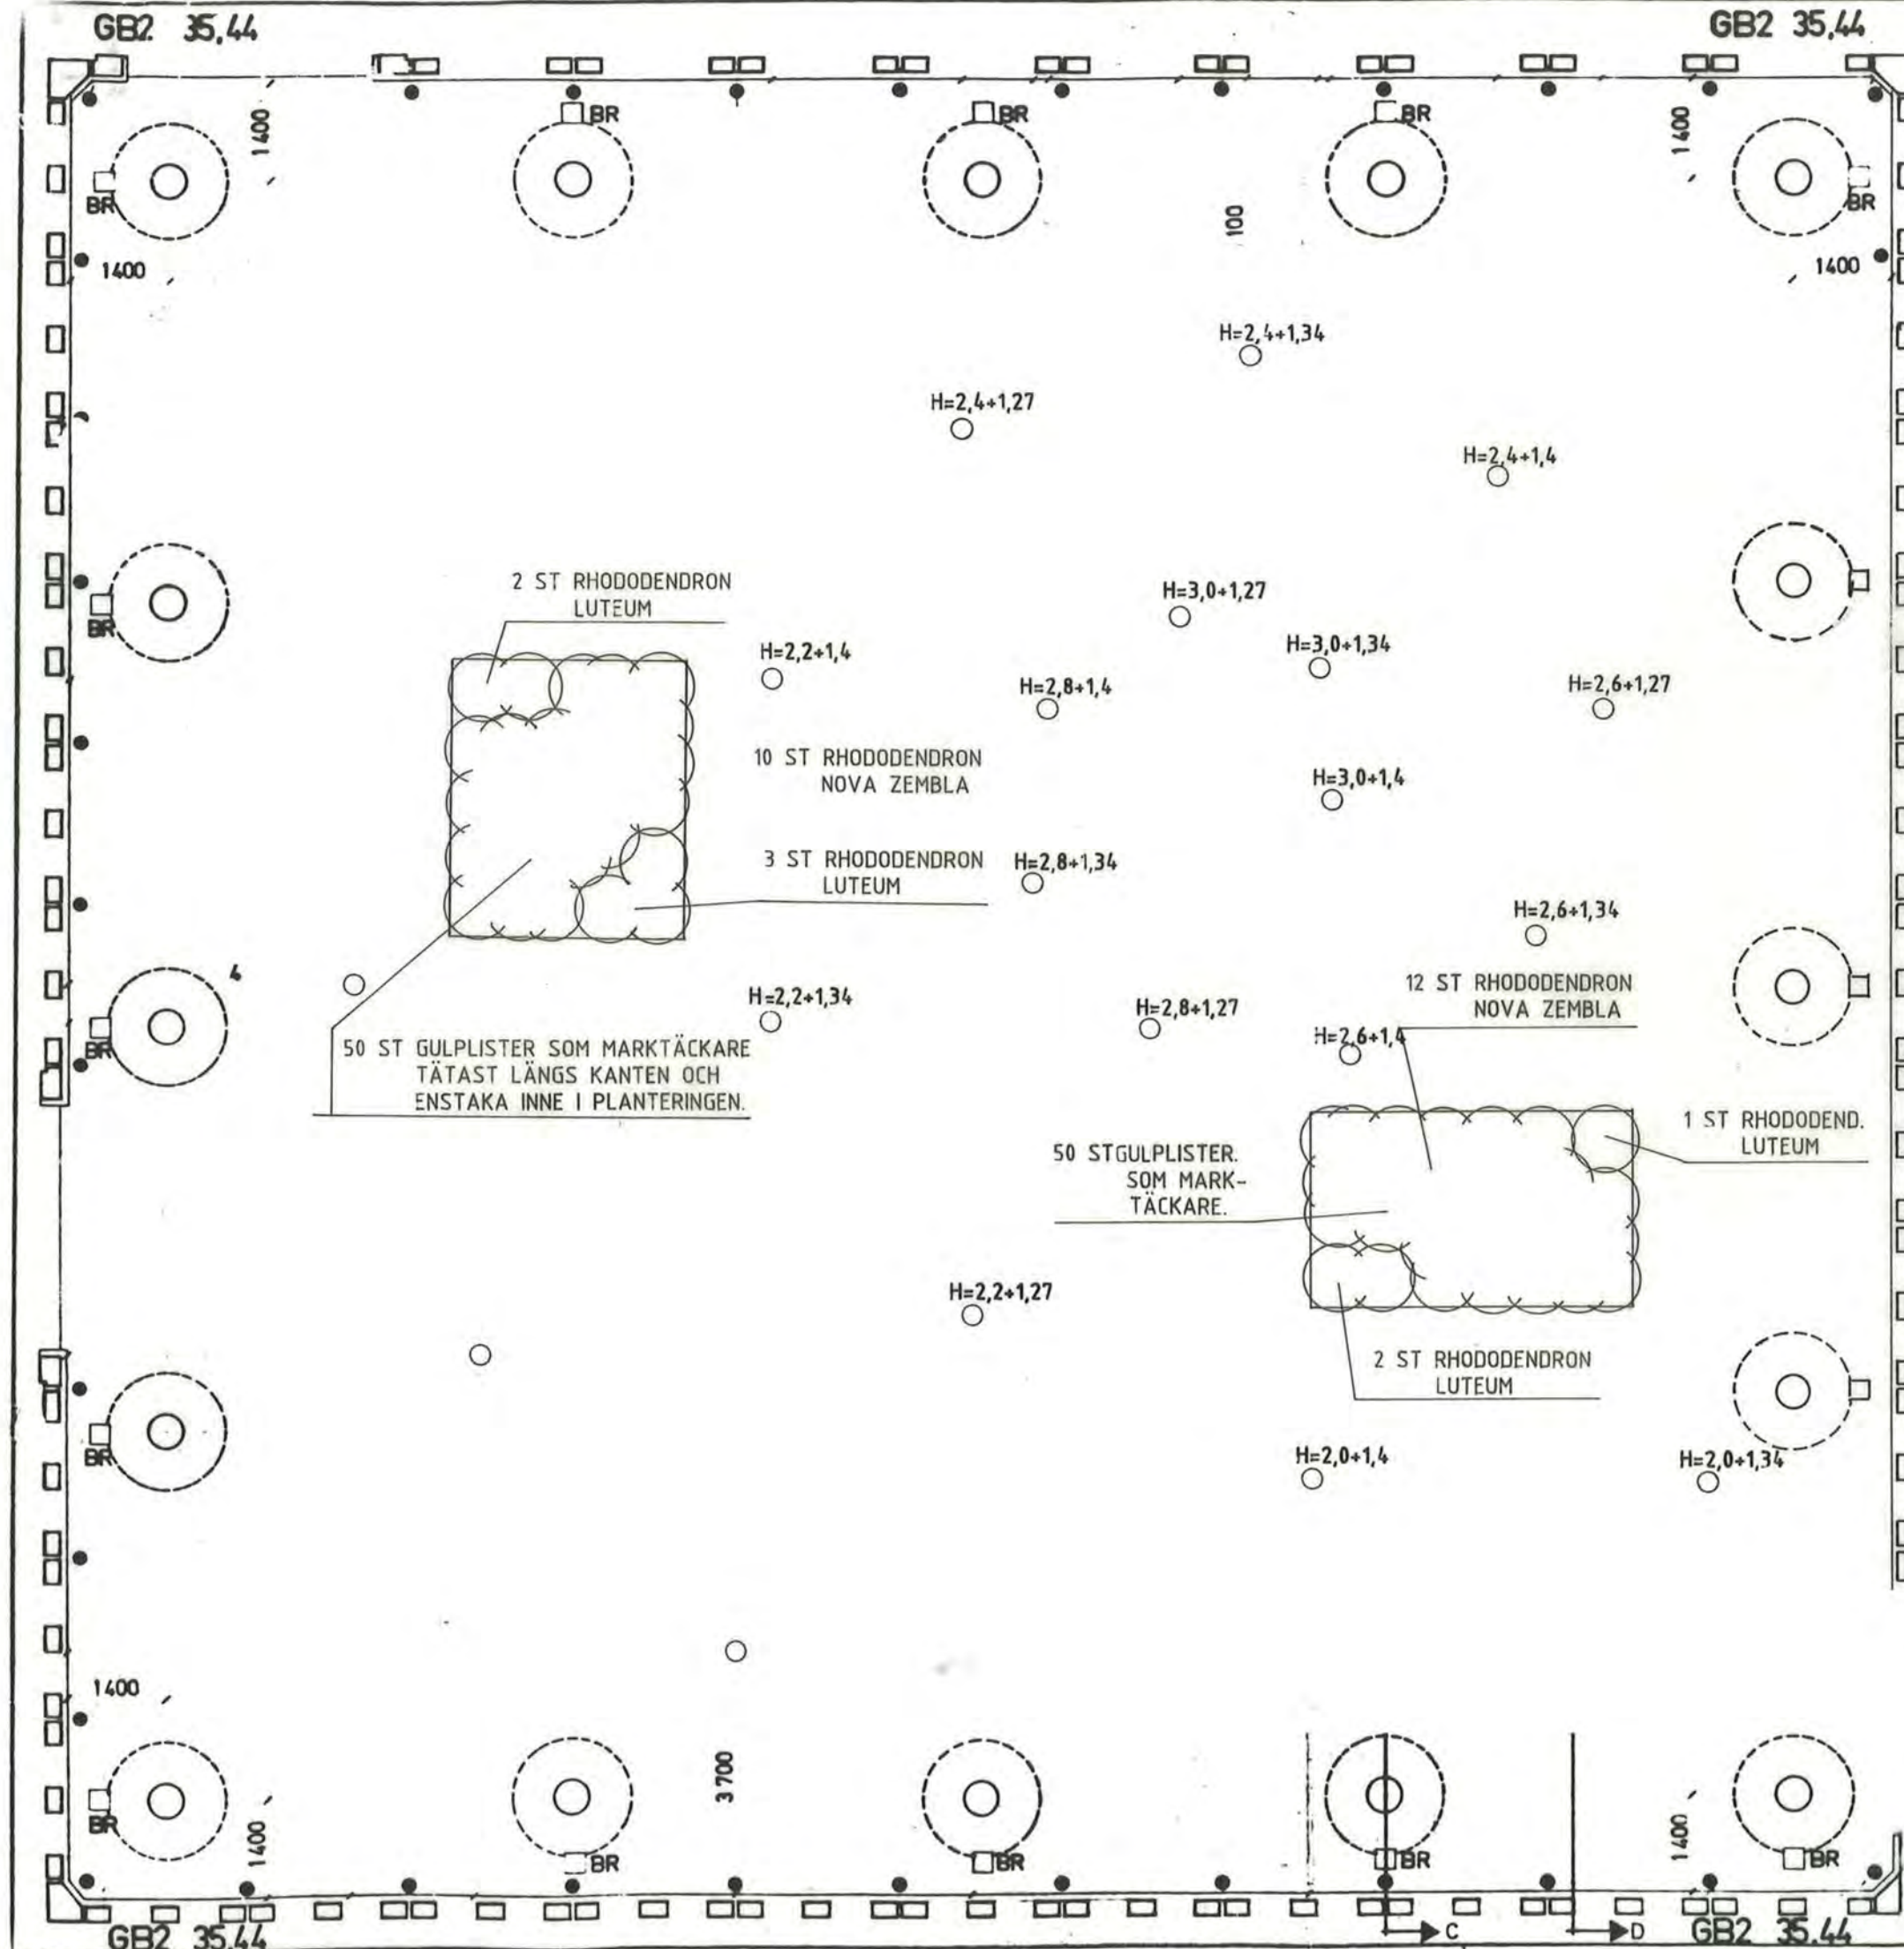 GB2 35,44
GB2 35,44
BR
BR
BR
1400
1400
BR
BR
100
1400
1400
H=2,4+1,34
H=2,4+1,27
H=2,4+1,4
2 ST RHODODENDRON
LUTEUM
H=3,0+1,27
BR
H=2,2+1,4
H=3,0+1,34
H=2,8+1,4
H=2,6+1,27
10 ST RHODODENDRON
NOVA ZEMBLA
H=3,0+1,4
3 ST RHODODENDRON
LUTEUM
H=2,8+1,34
H=2,6+1,34
4
12 ST RHODODENDRON
NOVA ZEMBLA
H=2,2+1,34
H=2,8+1,27
H=2,6+1,4
BR
50 ST GULPLISTER SOM MARKTÄCKARE
TÄTAST LÄNGS KANTEN OCH
ENSTAKA INNE I PLANTERINGEN.
1 ST RHODODEND.
LUTEUM
50 STGULPLISTER.
SOM MARK-
TÄCKARE.
H=2,2+1,27
2 ST RHODODENDRON
LUTEUM
BR
H=2,0+1,4
H=2,0+1,34
1400
3700
BR
1400
1400
BR
BR
BR
BR
GB2 35.44
C
D
GB2 35.44